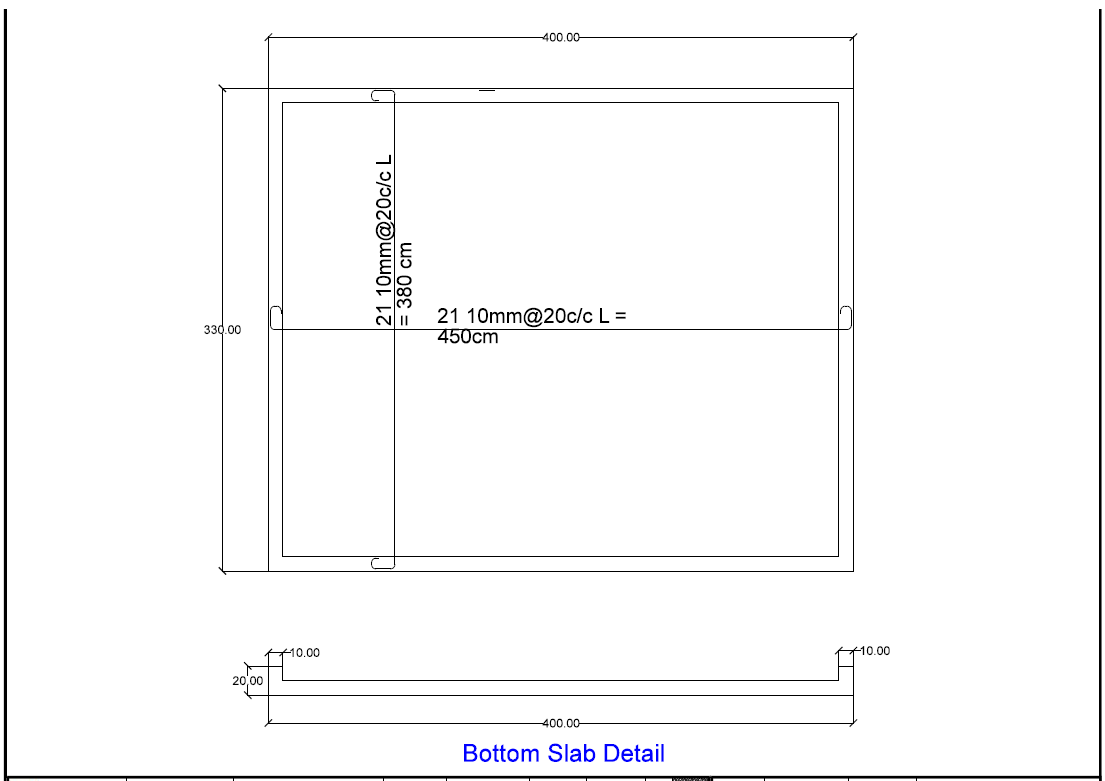 400.00
21 10mm@20c/c L
= 380 cm
21 10mm@20c/c L =
450cm
330.00
10.00
10.00
20.00
400.00
Bottom Slab Detail